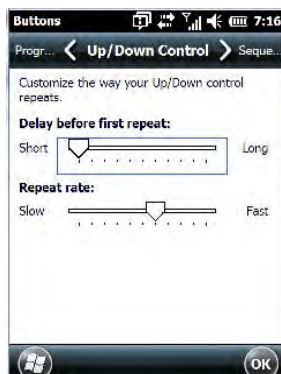 Buttons 7:16
Progr... Up/Down Control Seque...
Customize the way your Up/Down control
repeats.
Delay before first repeat:
Short Long
Repeat rate:
Slow Fast
OK